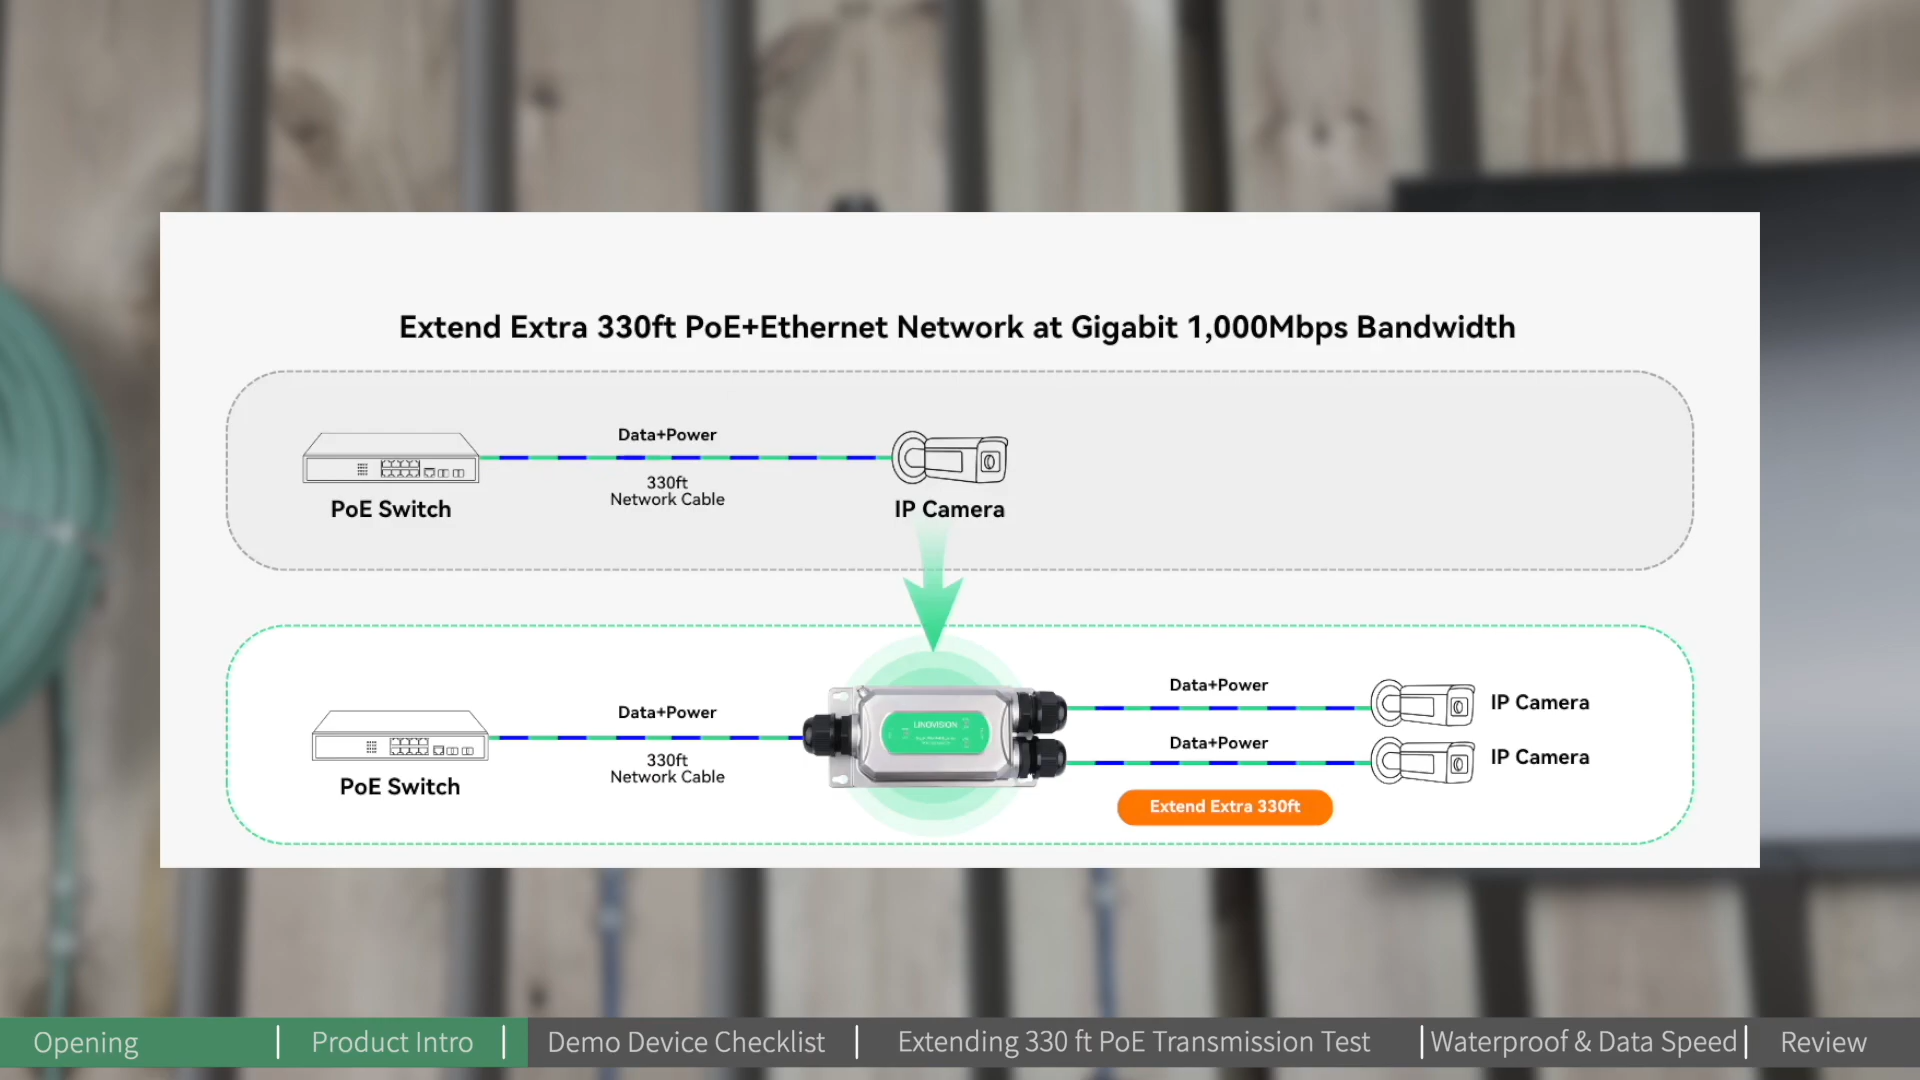 Extend Extra 330ft PoE+Ethernet Network at Gigabit 1,000Mbps Bandwidth
Data+Power
330ft
Network Cable
PoE Switch
IP Camera
Data+Power
330ft
Network Cable
PoE Switch
LINOVISION
Data+Power
IP Camera
Data+Power
IP Camera
Extend Extra 330ft
Opening | Product Intro | Demo Device Checklist | Extending 330 ft PoE Transmission Test | Waterproof & Data Speed | Review